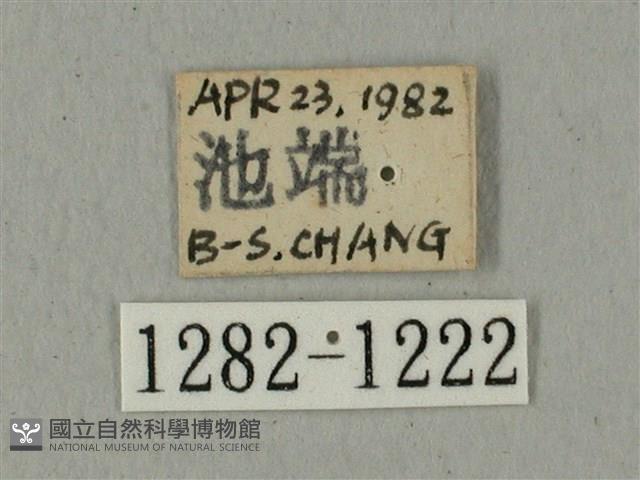 APR 23, 1982
池端
B-S. CHANG
1282-1222
國立自然科學博物館
NATIONAL MUSEUM OF NATURAL SCIENCE